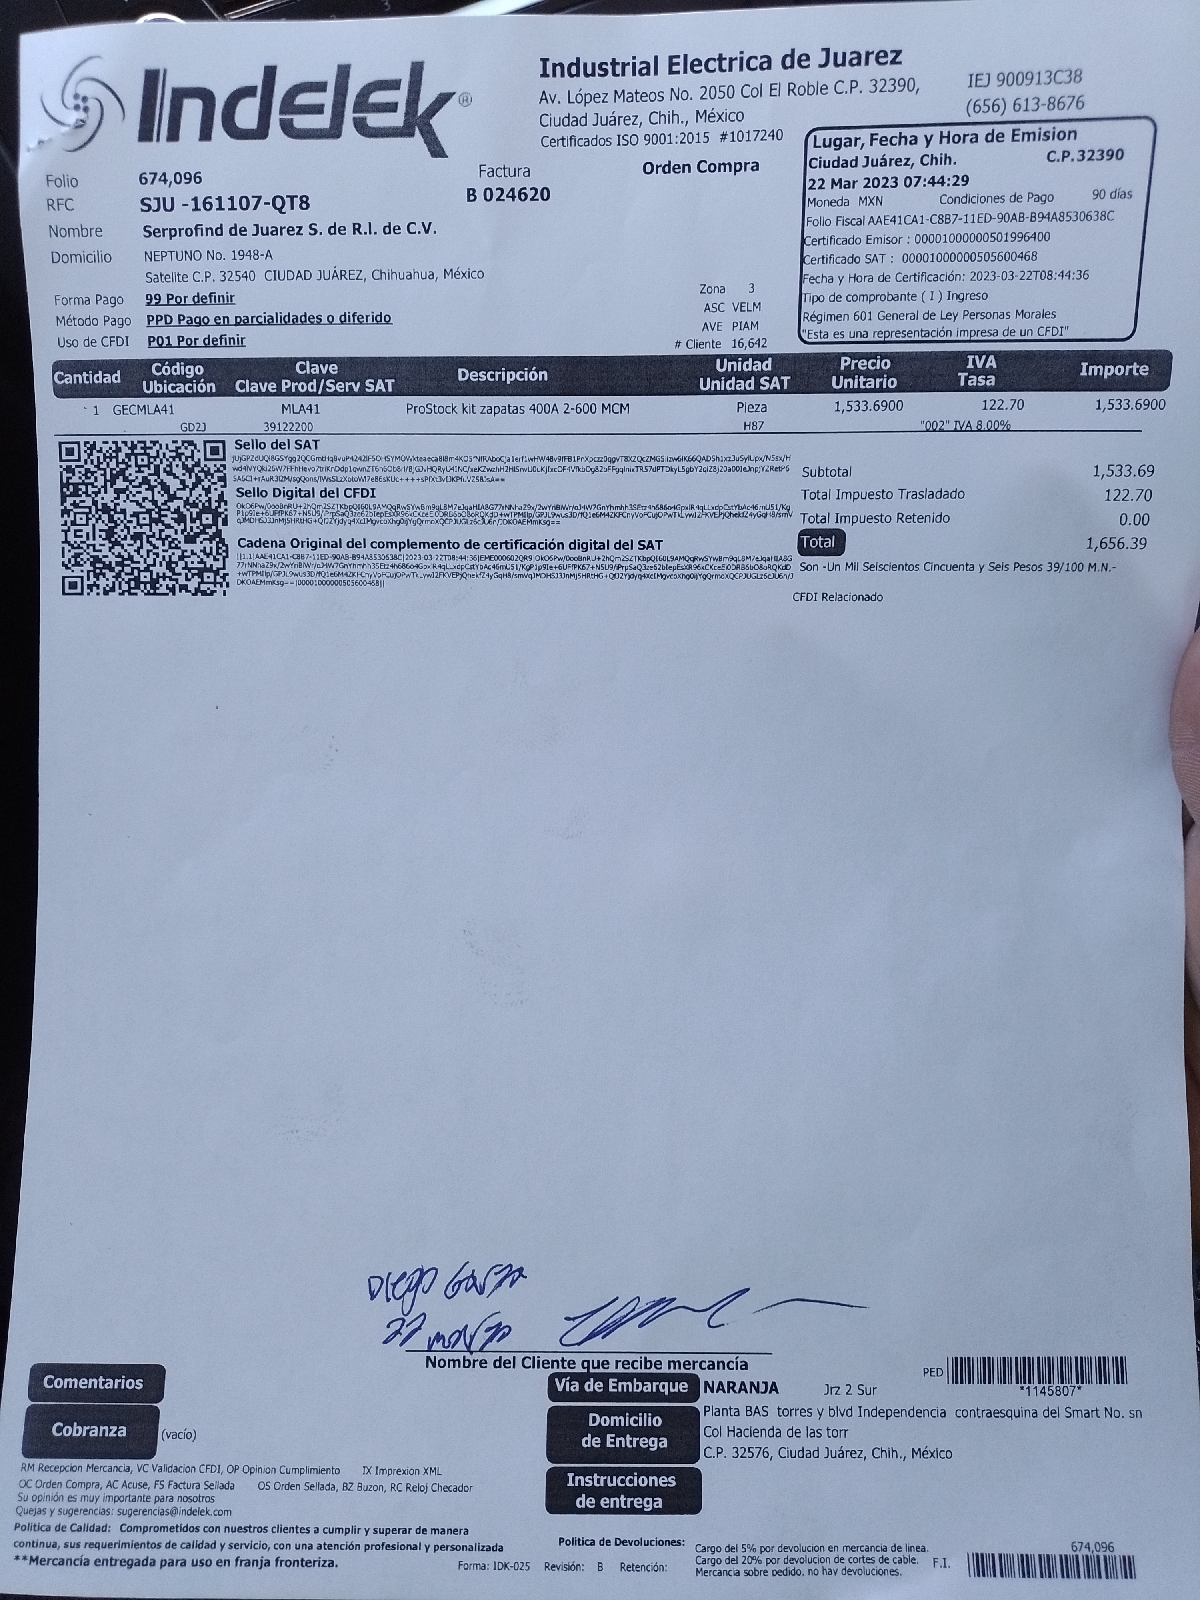 Indelek®
Industrial Electrica de Juarez
Av. López Mateos No. 2050 Col El Roble C.P. 32390,
Ciudad Juárez, Chih., México
Certificados ISO 9001:2015 #1017240
IEJ 900913C38
(656) 613-8676
Folio 674,096
Factura
B 024620
Orden Compra
RFC SJU -161107-QT8
Nombre Serprofind de Juarez S. de R.l. de C.V.
Domicilio NEPTUNO No. 1948-A
Satelite C.P. 32540 CIUDAD JUÁREZ, Chihuahua, México
Forma Pago 99 Por definir
Método Pago PPD Pago en parcialidades o diferido
Uso de CFDI P01 Por definir
Zona 3
ASC VELM
AVE PIAM
# Cliente 16,642
Lugar, Fecha y Hora de Emision
Ciudad Juárez, Chih. C.P.32390
22 Mar 2023 07:44:29
Moneda MXN Condiciones de Pago 90 días
Folio Fiscal AAE41CA1-C8B7-11ED-90AB-B94A8530638C
Certificado Emisor : 00001000000501996400
Certificado SAT : 00001000000505600468
Fecha y Hora de Certificación: 2023-03-22T08:44:36
Tipo de comprobante ( I ) Ingreso
Régimen 601 General de Ley Personas Morales
"Esta es una representación impresa de un CFDI"
Cantidad Código Ubicación Clave Clave Prod/Serv SAT Descripción Unidad Unidad SAT Precio Unitario IVA Tasa Importe
1 GECMLA41 MLA41 ProStock kit zapatas 400A 2-600 MCM Pieza 1,533.6900 122.70 1,533.6900
GD2J 39122200 H87 "002" IVA 8.00%
Sello del SAT
Sello Digital del CFDI
Cadena Original del complemento de certificación digital del SAT
Subtotal 1,533.69
Total Impuesto Trasladado 122.70
Total Impuesto Retenido 0.00
Total 1,656.39
Son -Un Mil Seiscientos Cincuenta y Seis Pesos 39/100 M.N.-
CFDI Relacionado
Diego Garza
22 marzo
Nombre del Cliente que recibe mercancía
Comentarios
Cobranza (vacío)
Vía de Embarque NARANJA Jrz 2 Sur
PED *1145807*
Domicilio de Entrega
Planta BAS torres y blvd Independencia contraesquina del Smart No. sn
Col Hacienda de las torr
C.P. 32576, Ciudad Juárez, Chih., México
Instrucciones de entrega
RM Recepcion Mercancia, VC Validacion CFDI, OP Opinion Cumplimiento IX Imprexion XML
OC Orden Compra, AC Acuse, FS Factura Sellada OS Orden Sellada, BZ Buzon, RC Reloj Checador
Su opinión es muy importante para nosotros
Quejas y sugerencias: sugerencias@indelek.com
Politica de Calidad: Comprometidos con nuestros clientes a cumplir y superar de manera
continua, sus requerimientos de calidad y servicio, con una atención profesional y personalizada
**Mercancía entregada para uso en franja fronteriza.
Forma: IDK-025 Revisión: B Retención:
Politica de Devoluciones:
Cargo del 5% por devolucion en mercancia de linea.
Cargo del 20% por devolucion de cortes de cable.
Mercancia sobre pedido, no hay devoluciones.
F.I. 674,096